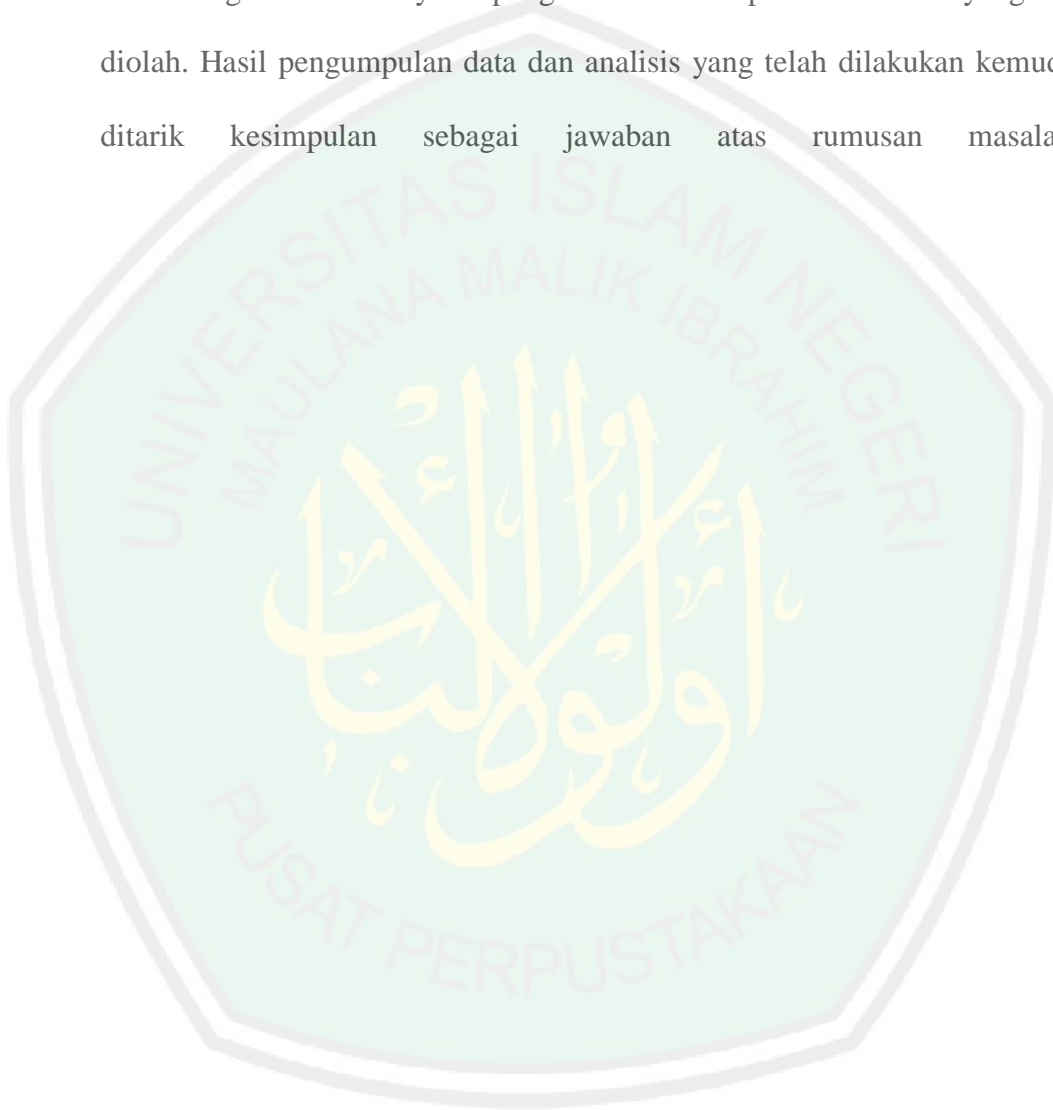 diolah. Hasil pengumpulan data dan analisis yang telah dilakukan kemud
ditarik kesimpulan sebagai jawaban atas rumusan masala
UNIVERSITAS ISLAM NEGERI
MAULANA MALIK IBRAHIM
PUSAT PERPUSTAKAAN